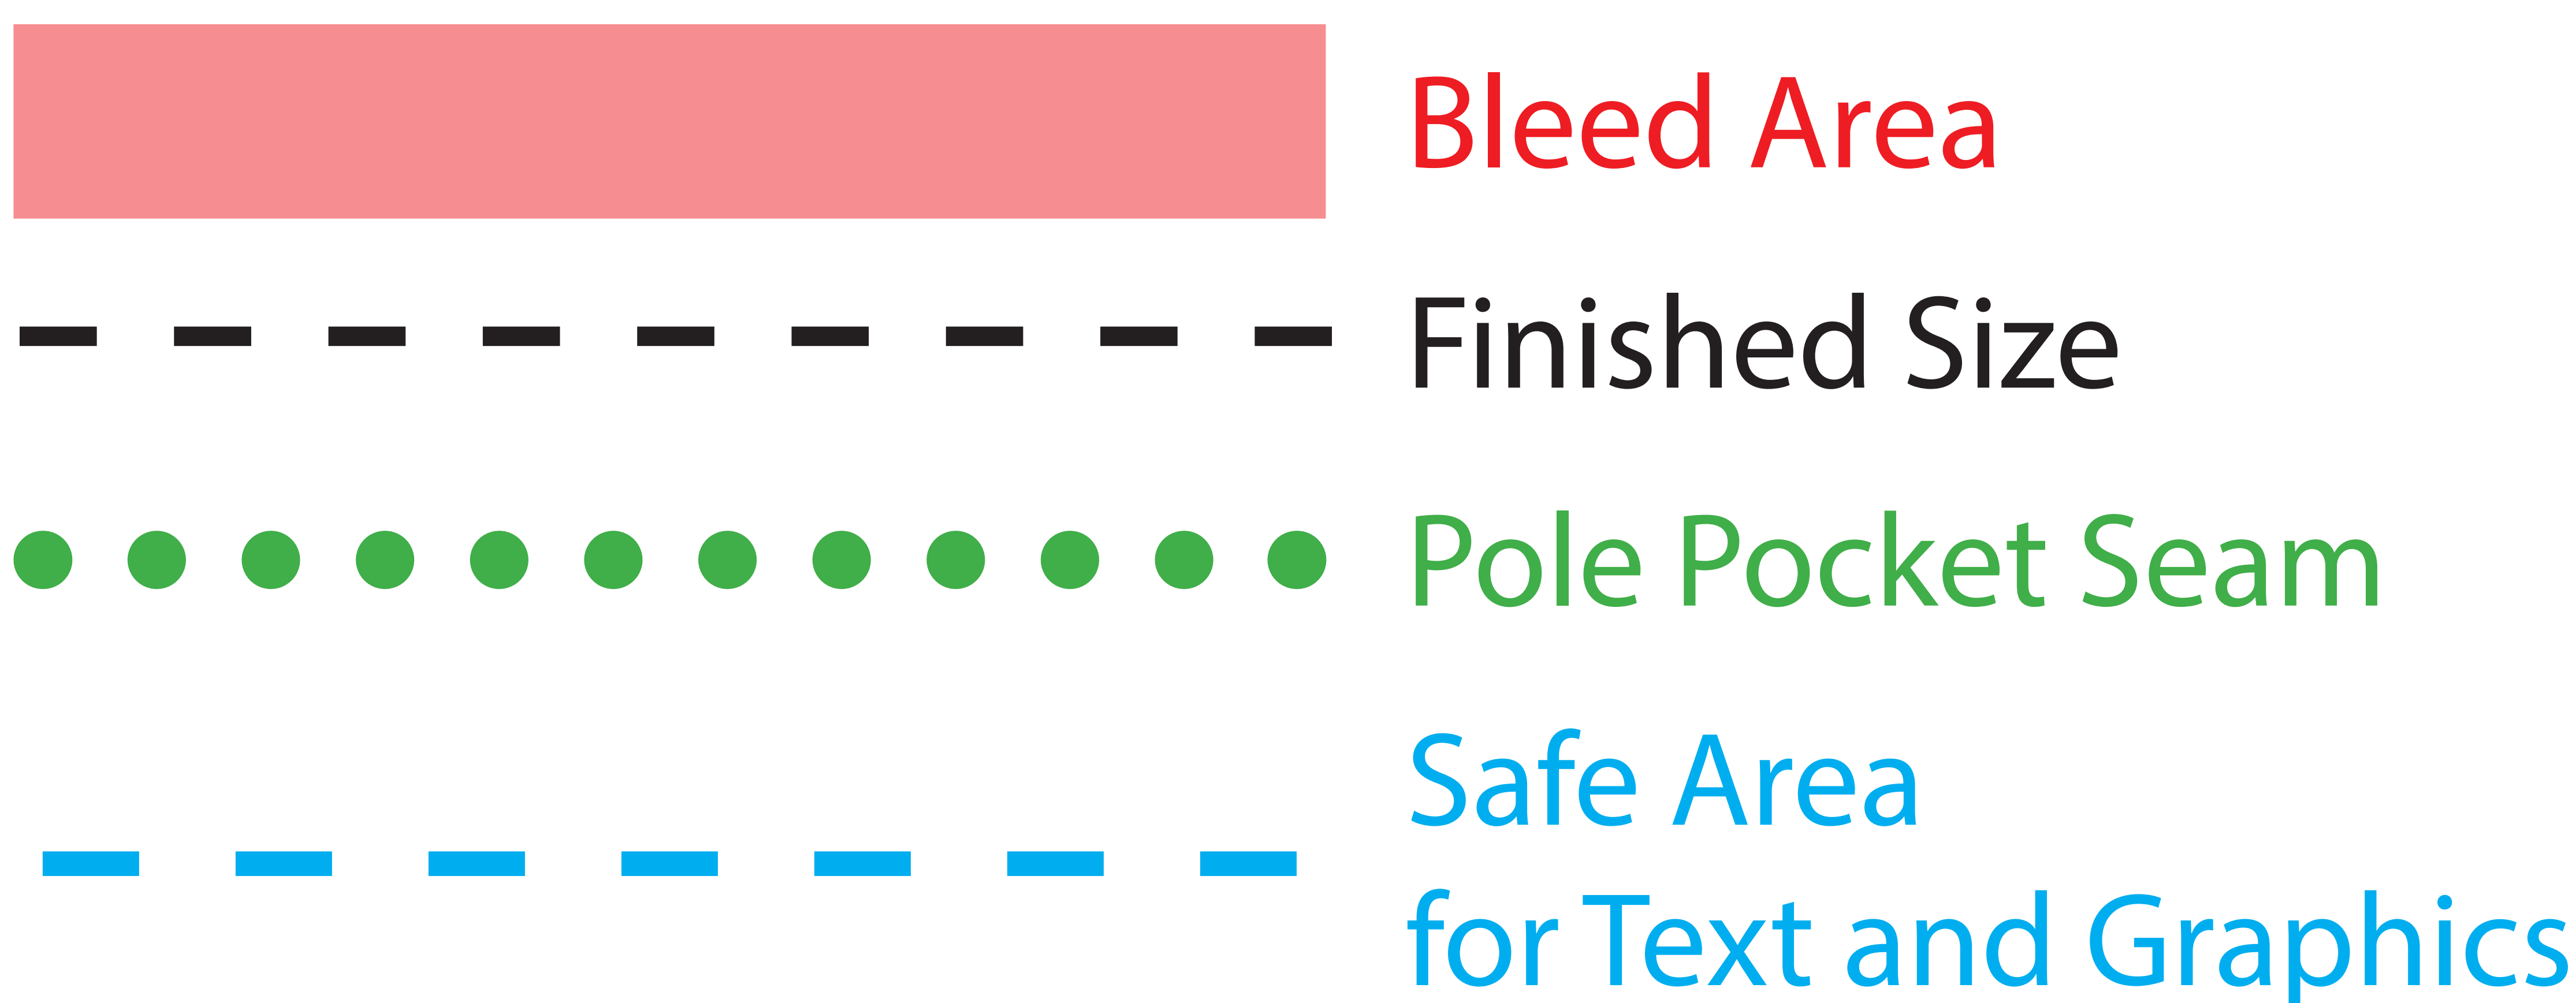 Bleed Area
Finished Size
Pole Pocket Seam
Safe Area
for Text and Graphics